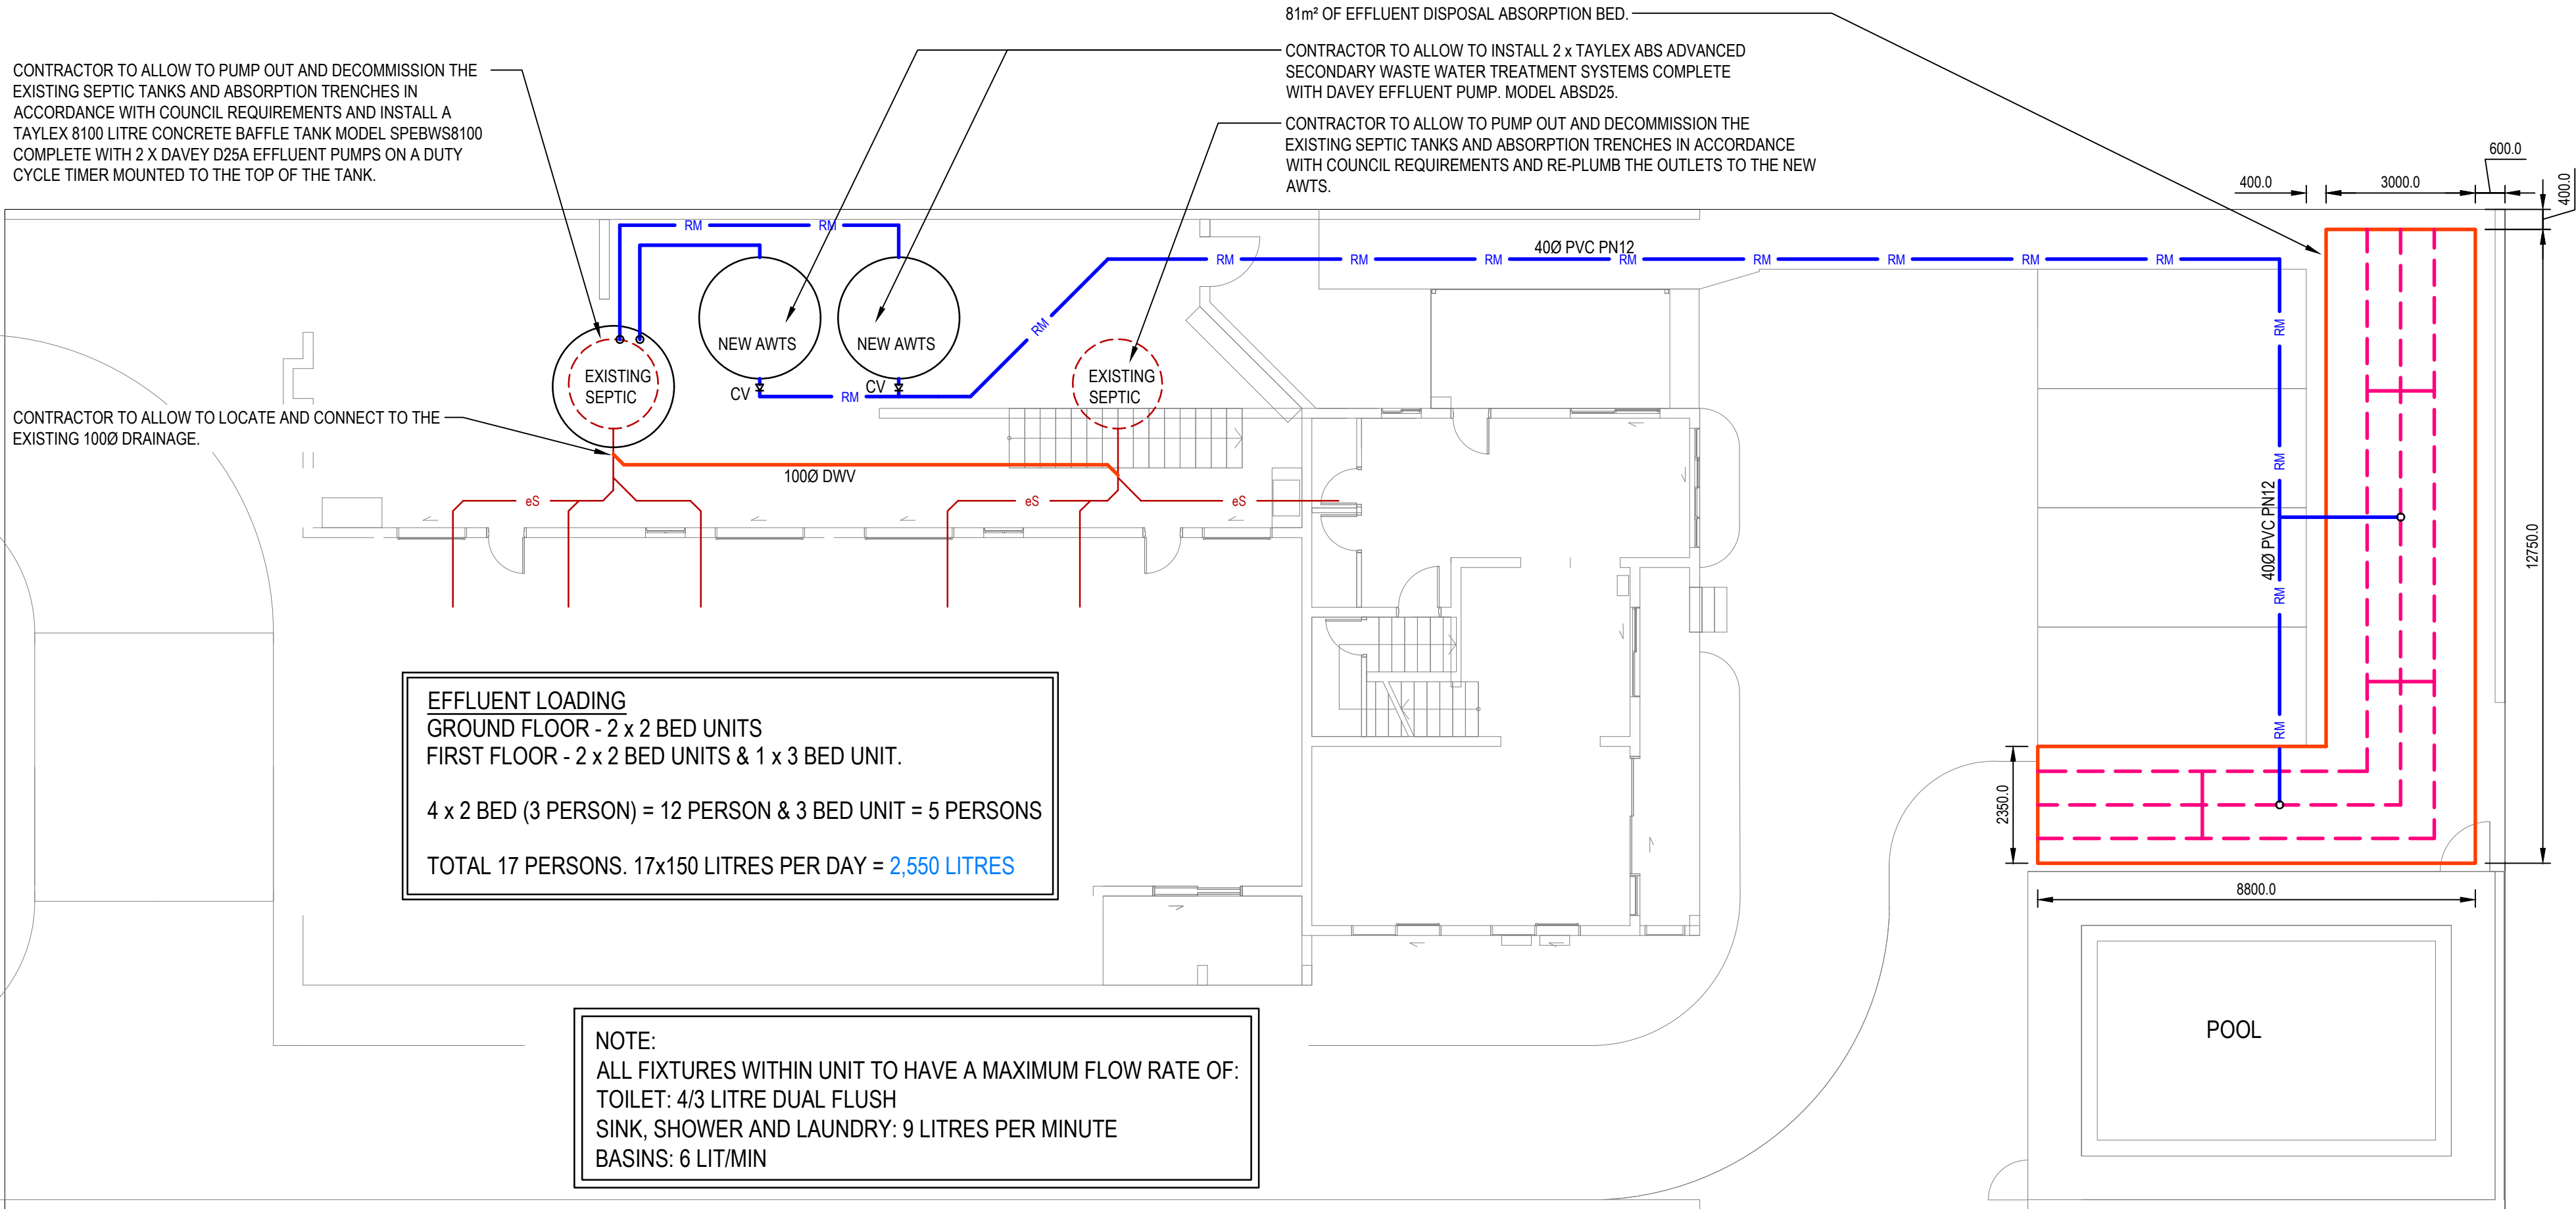 81m² OF EFFLUENT DISPOSAL ABSORPTION BED.
CONTRACTOR TO ALLOW TO PUMP OUT AND DECOMMISSION THE
EXISTING SEPTIC TANKS AND ABSORPTION TRENCHES IN
ACCORDANCE WITH COUNCIL REQUIREMENTS AND INSTALL A
TAYLEX 8100 LITRE CONCRETE BAFFLE TANK MODEL SPEBWS8100
COMPLETE WITH 2 X DAVEY D25A EFFLUENT PUMPS ON A DUTY
CYCLE TIMER MOUNTED TO THE TOP OF THE TANK.
CONTRACTOR TO ALLOW TO INSTALL 2 x TAYLEX ABS ADVANCED
SECONDARY WASTE WATER TREATMENT SYSTEMS COMPLETE
WITH DAVEY EFFLUENT PUMP. MODEL ABSD25.
CONTRACTOR TO ALLOW TO PUMP OUT AND DECOMMISSION THE
EXISTING SEPTIC TANKS AND ABSORPTION TRENCHES IN ACCORDANCE
WITH COUNCIL REQUIREMENTS AND RE-PLUMB THE OUTLETS TO THE NEW
AWTS.
600.0
400.0
3000.0
400.0
RM
RM
40Ø PVC PN12
RM
RM
RM
RM
RM
RM
RM
RM
RM
RM
NEW AWTS
NEW AWTS
EXISTING
SEPTIC
EXISTING
SEPTIC
CV
CV
RM
CONTRACTOR TO ALLOW TO LOCATE AND CONNECT TO THE
EXISTING 100Ø DRAINAGE.
100Ø DWV
eS
eS
eS
RM
40Ø PVC PN12
RM
RM
12750.0
2350.0
8800.0
EFFLUENT LOADING
GROUND FLOOR - 2 x 2 BED UNITS
FIRST FLOOR - 2 x 2 BED UNITS & 1 x 3 BED UNIT.
4 x 2 BED (3 PERSON) = 12 PERSON & 3 BED UNIT = 5 PERSONS
TOTAL 17 PERSONS. 17x150 LITRES PER DAY = 2,550 LITRES
NOTE:
ALL FIXTURES WITHIN UNIT TO HAVE A MAXIMUM FLOW RATE OF:
TOILET: 4/3 LITRE DUAL FLUSH
SINK, SHOWER AND LAUNDRY: 9 LITRES PER MINUTE
BASINS: 6 LIT/MIN
POOL